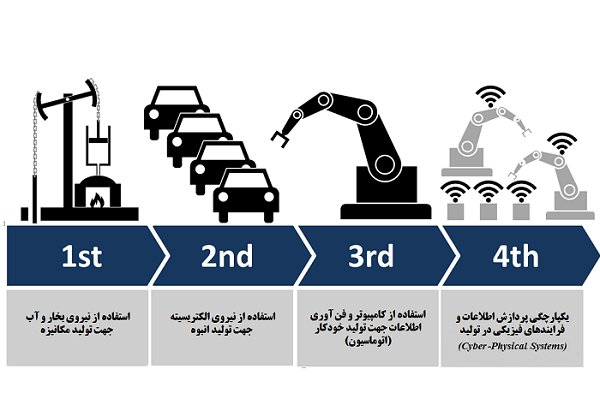 1st
2nd
3rd
4th
استفاده از نیروی بخار و آب
جهت تولید مکانیزه
استفاده از نیروی الکتریسیته
جهت تولید انبوه
استفاده از کامپیوتر و فن آوری
اطلاعات جهت تولید خودکار
(اتوماسیون)
یکپارچگی پردازش اطلاعات و
فرایندهای فیزیکی در تولید
(Cyber-Physical Systems)